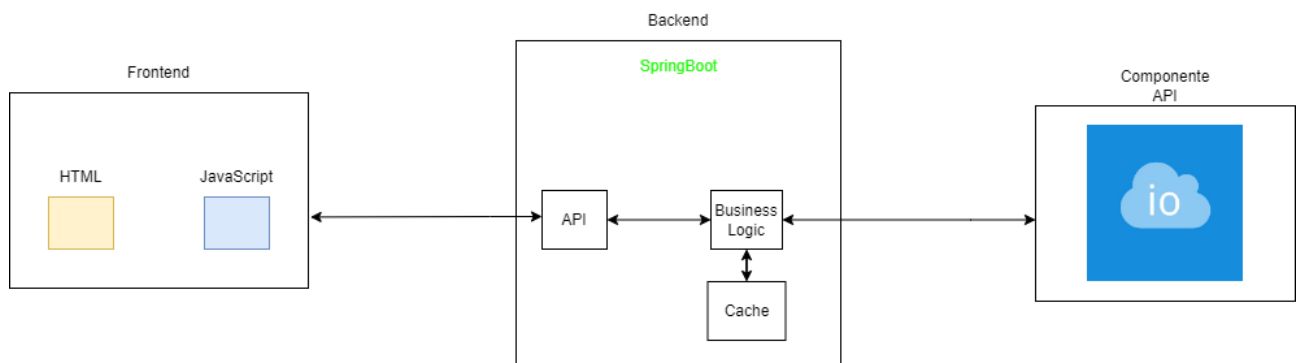 Backend
SpringBoot
Frontend
Componente
API
HTML
JavaScript
API
Business
Logic
Cache
io